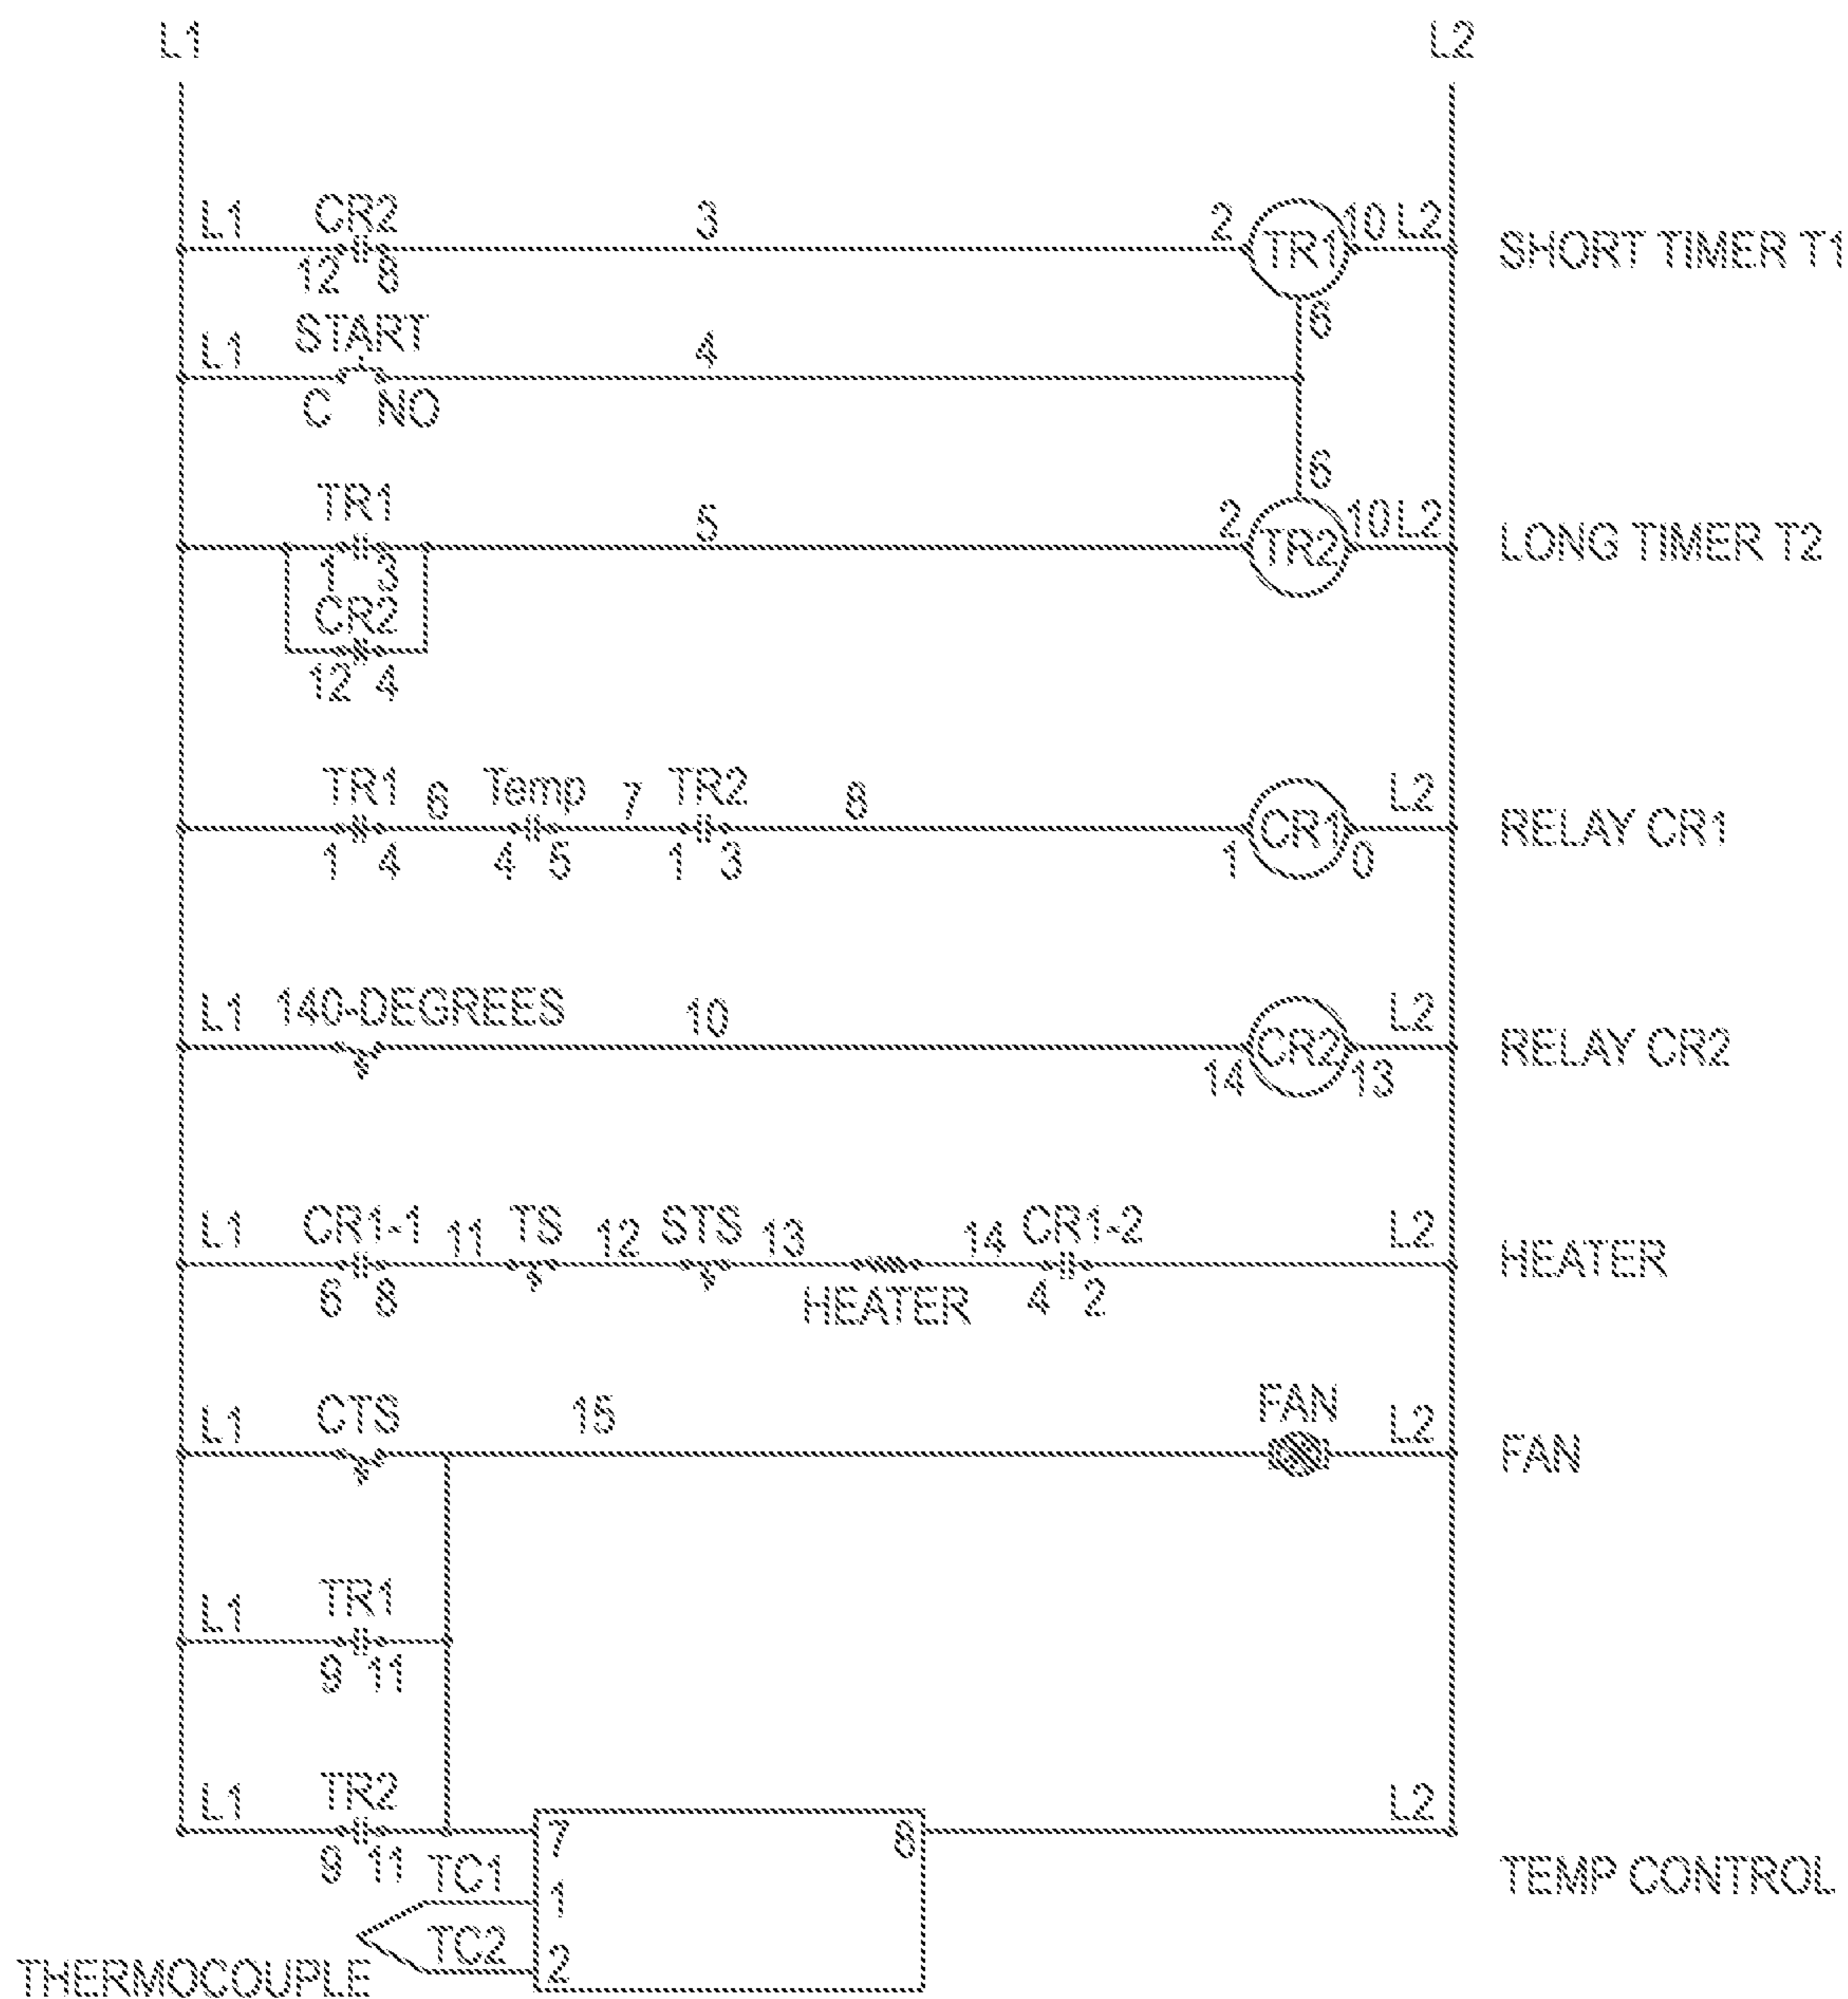 L1 L2
L1 CR2 3 2 TR1 10 L2 SHORT TIMER T1
12 8
6
L1 START 4
C NO
6
TR1 5 2 TR2 10 L2 LONG TIMER T2
1 3
CR2
12 4
TR1 6 Temp 7 TR2 8 CR1 L2 RELAY CR1
1 4 4 5 1 3 1 0
L1 140-DEGREES 10 CR2 L2 RELAY CR2
14 13
L1 CR1-1 11 TS 12 STS 13 14 CR1-2 L2 HEATER
6 8 HEATER 4 2
L1 CTS 15 FAN L2 FAN
L1 TR1
9 11
L1 TR2 L2
7 8
9 11 TC1 1 TEMP CONTROL
TC2 2
THERMOCOUPLE